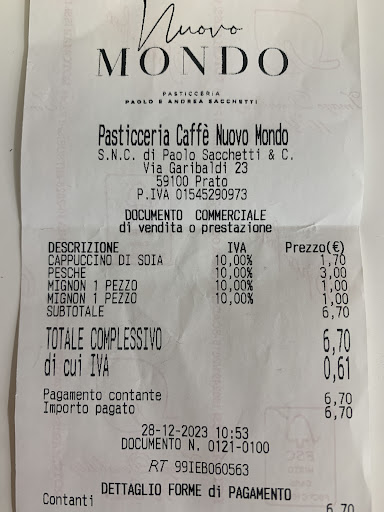 Nuovo
MONDO
PASTICCERIA
PAOLO E ANDREA SACCHETTI
Pasticceria Caffè Nuovo Mondo
S.N.C. di Paolo Sacchetti & C.
Via Garibaldi 23
59100 Prato
P.IVA 01545290973
DOCUMENTO COMMERCIALE
di vendita o prestazione
DESCRIZIONE IVA Prezzo(€)
CAPPUCCINO DI SOIA 10,00% 1,70
PESCHE 10,00% 3,00
MIGNON 1 PEZZO 10,00% 1,00
MIGNON 1 PEZZO 10,00% 1,00
SUBTOTALE 6,70
TOTALE COMPLESSIVO 6,70
di cui IVA 0,61
Pagamento contante 6,70
Importo pagato 6,70
28-12-2023 10:53
DOCUMENTO N. 0121-0100
RT 99IEB060563
DETTAGLIO FORME di PAGAMENTO
Contanti 6,70